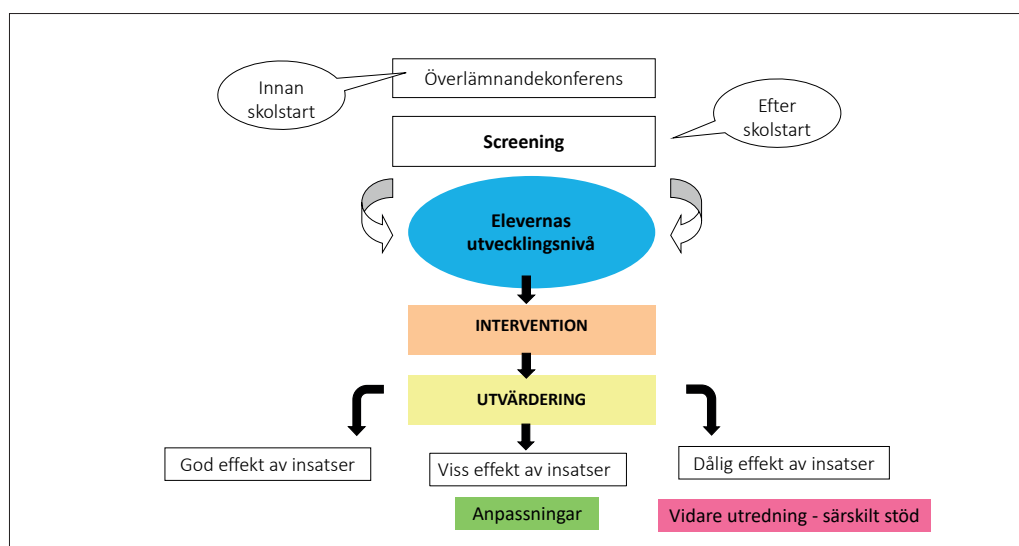 Överlämnandekonferens
Innan
skolstart
Efter
skolstart
Screening
Elevernas
utvecklingsnivå
INTERVENTION
UTVÄRDERING
God effekt av insatser
Viss effekt av insatser
Dålig effekt av insatser
Anpassningar
Vidare utredning - särskilt stöd